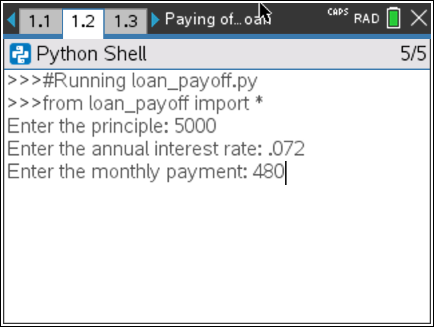 1.1 1.2 1.3 Paying of…oan CAPS RAD
Python Shell 5/5
>>>#Running loan_payoff.py
>>>from loan_payoff import *
Enter the principle: 5000
Enter the annual interest rate: .072
Enter the monthly payment: 480